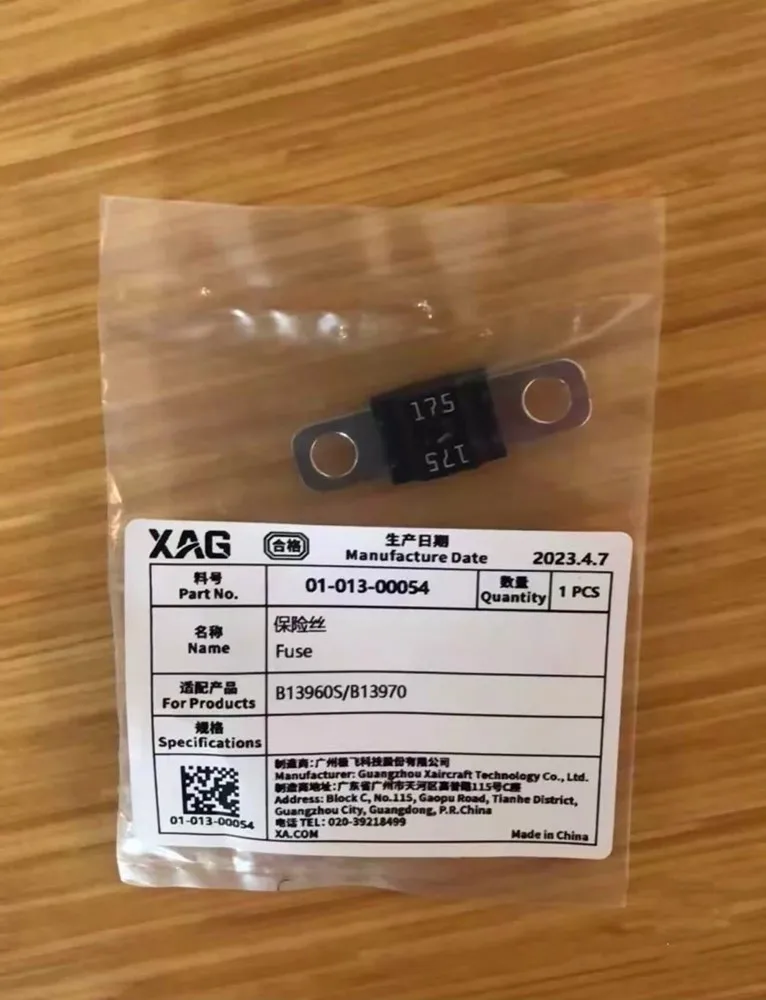 175
175
XAG
合格
生产日期
Manufacture Date
2023.4.7
料号
Part No.
01-013-00054
数量
Quantity
1 PCS
名称
Name
保险丝
Fuse
适配产品
For Products
B13960S/B13970
规格
Specifications
01-013-00054
制造商:广州极飞科技股份有限公司
Manufacturer: Guangzhou Xaircraft Technology Co., Ltd.
制造商地址:广东省广州市天河区高普路115号C座
Address: Block C, No.115, Gaopu Road, Tianhe District,
Guangzhou City, Guangdong, P.R.China
电话 TEL: 020-39218499
XA.COM
Made in China